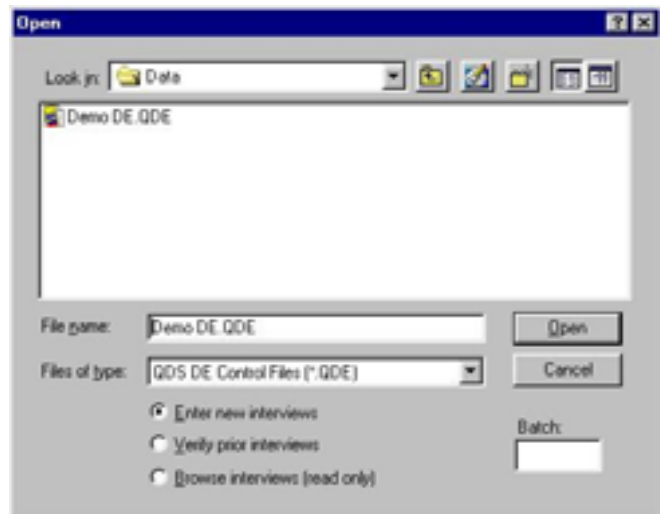 Open
Look in: Data
Demo DE.QDE
File name: Demo DE.QDE Open
Files of type: QDS DE Control Files (*.QDE) Cancel
Enter new interviews
Verify prior interviews
Browse interviews (read only)
Batch: